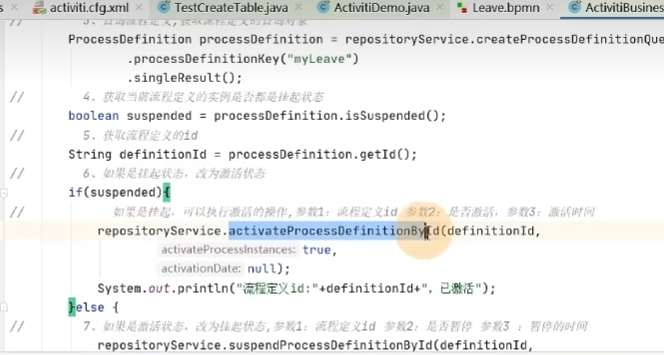 s activiti.cfg.xml × TestCreateTable.java × ActivitiDemo.java × Leave.bpmn × ActivitiBusines
ProcessDefinition processDefinition = repositoryService.createProcessDefinitionQue
.processDefinitionKey("myLeave")
.singleResult();
// 4、获取当前流程定义的实例是否都是挂起状态
boolean suspended = processDefinition.isSuspended();
// 5、获取流程定义的id
String definitionId = processDefinition.getId();
// 6、如果是挂起状态，改为激活状态
if(suspended){
// 如果是挂起，可以执行激活的操作,参数1：流程定义id 参数2：是否激活，参数3：激活时间
repositoryService.activateProcessDefinitionById(definitionId,
activateProcessInstances: true,
activationDate: null);
System.out.println("流程定义id:"+definitionId+"，已激活");
}else {
// 7、如果是激活状态，改为挂起状态,参数1：流程定义id 参数2：是否暂停 参数3 ：暂停的时间
repositoryService.suspendProcessDefinitionById(definitionId,